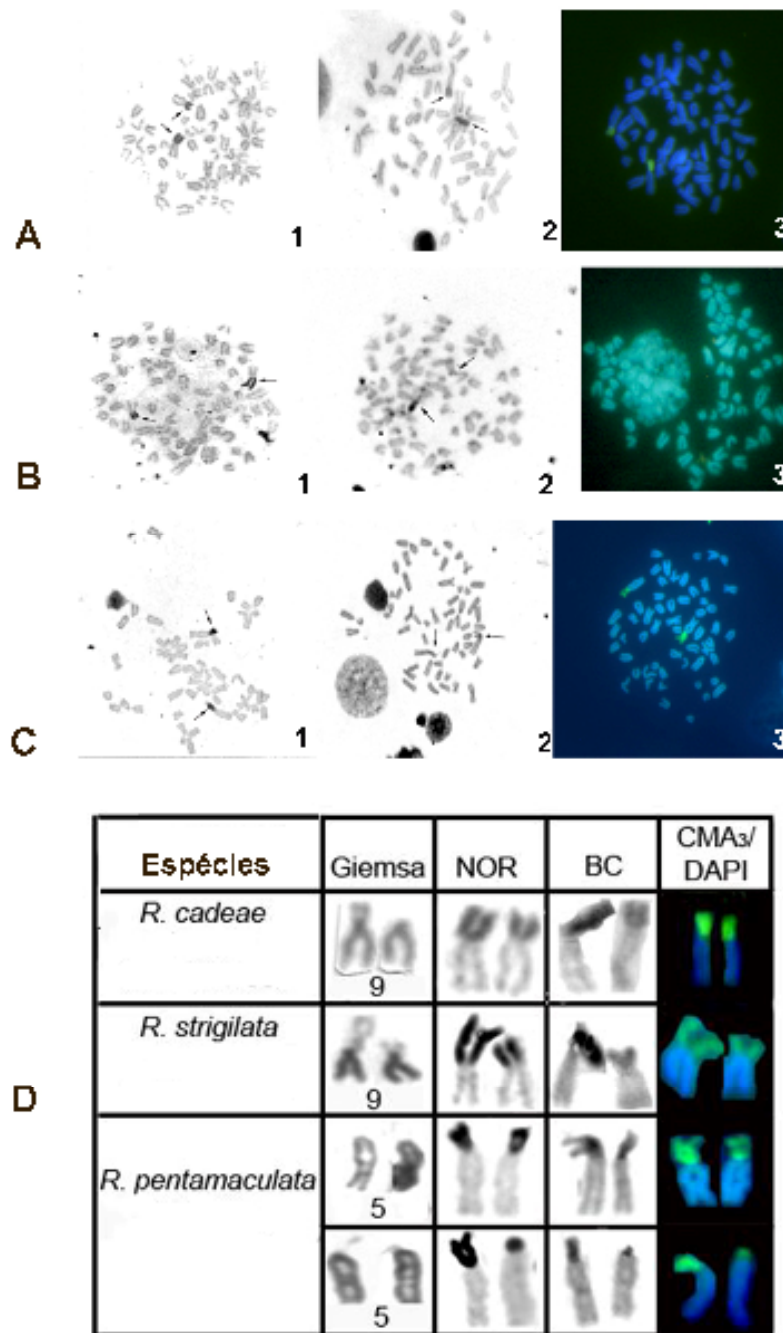 A
1
2
3
B
1
2
3
C
1
2
3
D
Espécies Giemsa NOR BC CMA₃/
DAPI
R. cadeae
9
R. strigilata
9
R. pentamaculata
5
5